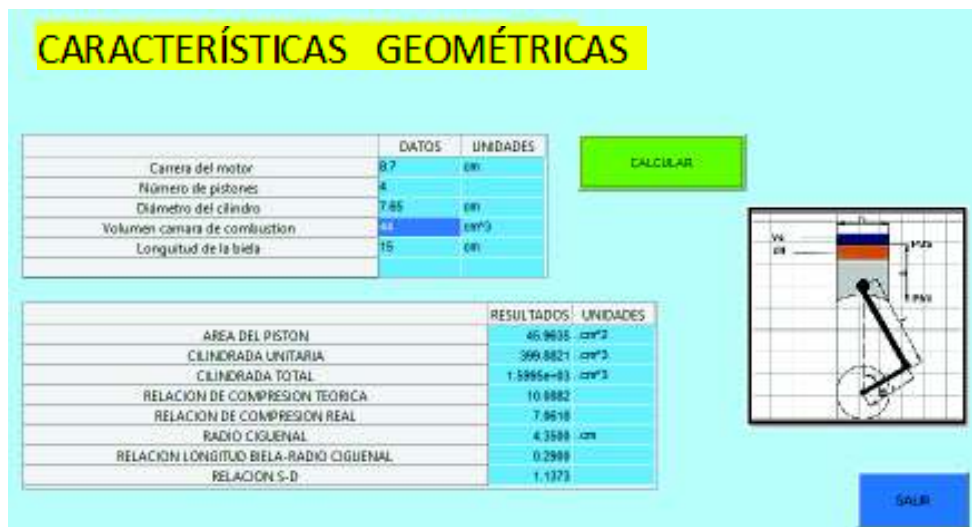 CARACTERÍSTICAS GEOMÉTRICAS
DATOS UNIDADES
Carrera del motor 8.7 cm
Número de pistones 4
Diámetro del cilindro 7.65 cm
Volumen camara de combustion 44 cm^3
Longuitud de la biela 15 cm
CALCULAR
RESULTADOS UNIDADES
AREA DEL PISTON 45.9635 cm^2
CILINDRADA UNITARIA 399.8821 cm^3
CILINDRADA TOTAL 1.5995e+03 cm^3
RELACION DE COMPRESION TEORICA 10.0882
RELACION DE COMPRESION REAL
RADIO CIGUENAL 4.3500 cm
RELACION LONGITUD BIELA-RADIO CIGUENAL 0.2900
RELACION S-D 1.1373
PMS
PMI
SALIR